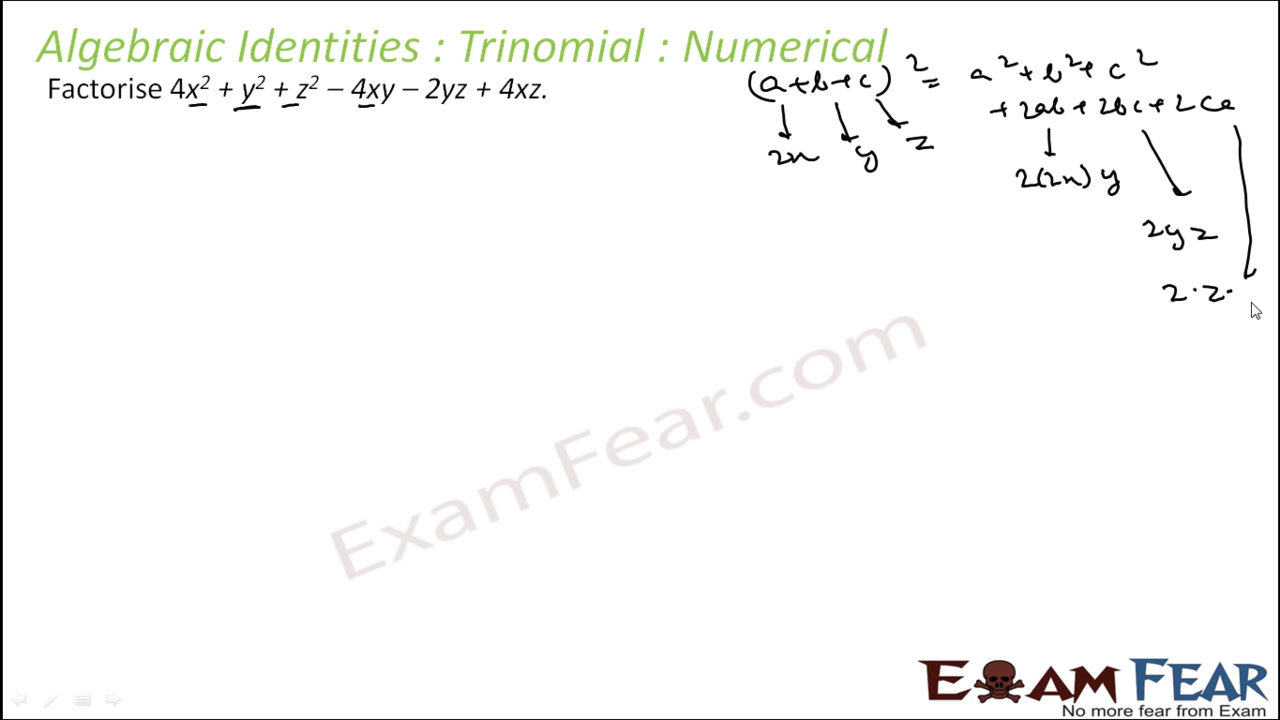 Algebraic Identities : Trinomial : Numerical
Factorise 4x² + y² + z² – 4xy – 2yz + 4xz.
(a+b+c)² = a²+b²+c²
+2ab+2bc+2ca
2x y z
2(2x)y
2yz
2·z·
ExamFear.com
EXAM FEAR
No more fear from Exam